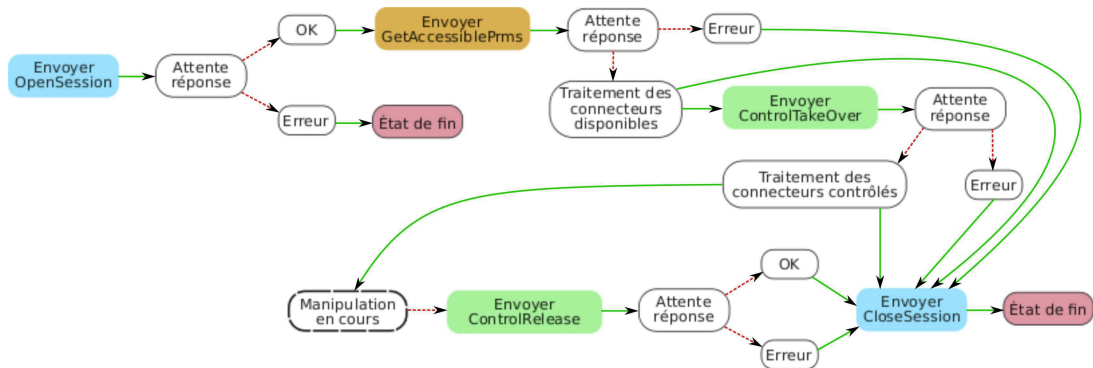 OK
Envoyer
GetAccessiblePrms
Attente
réponse
Erreur
Envoyer
OpenSession
Attente
réponse
Traitement des
connecteurs
disponibles
Envoyer
ControlTakeOver
Attente
réponse
Erreur
État de fin
Traitement des
connecteurs contrôlés
Erreur
OK
Manipulation
en cours
Envoyer
ControlRelease
Attente
réponse
Envoyer
CloseSession
État de fin
Erreur